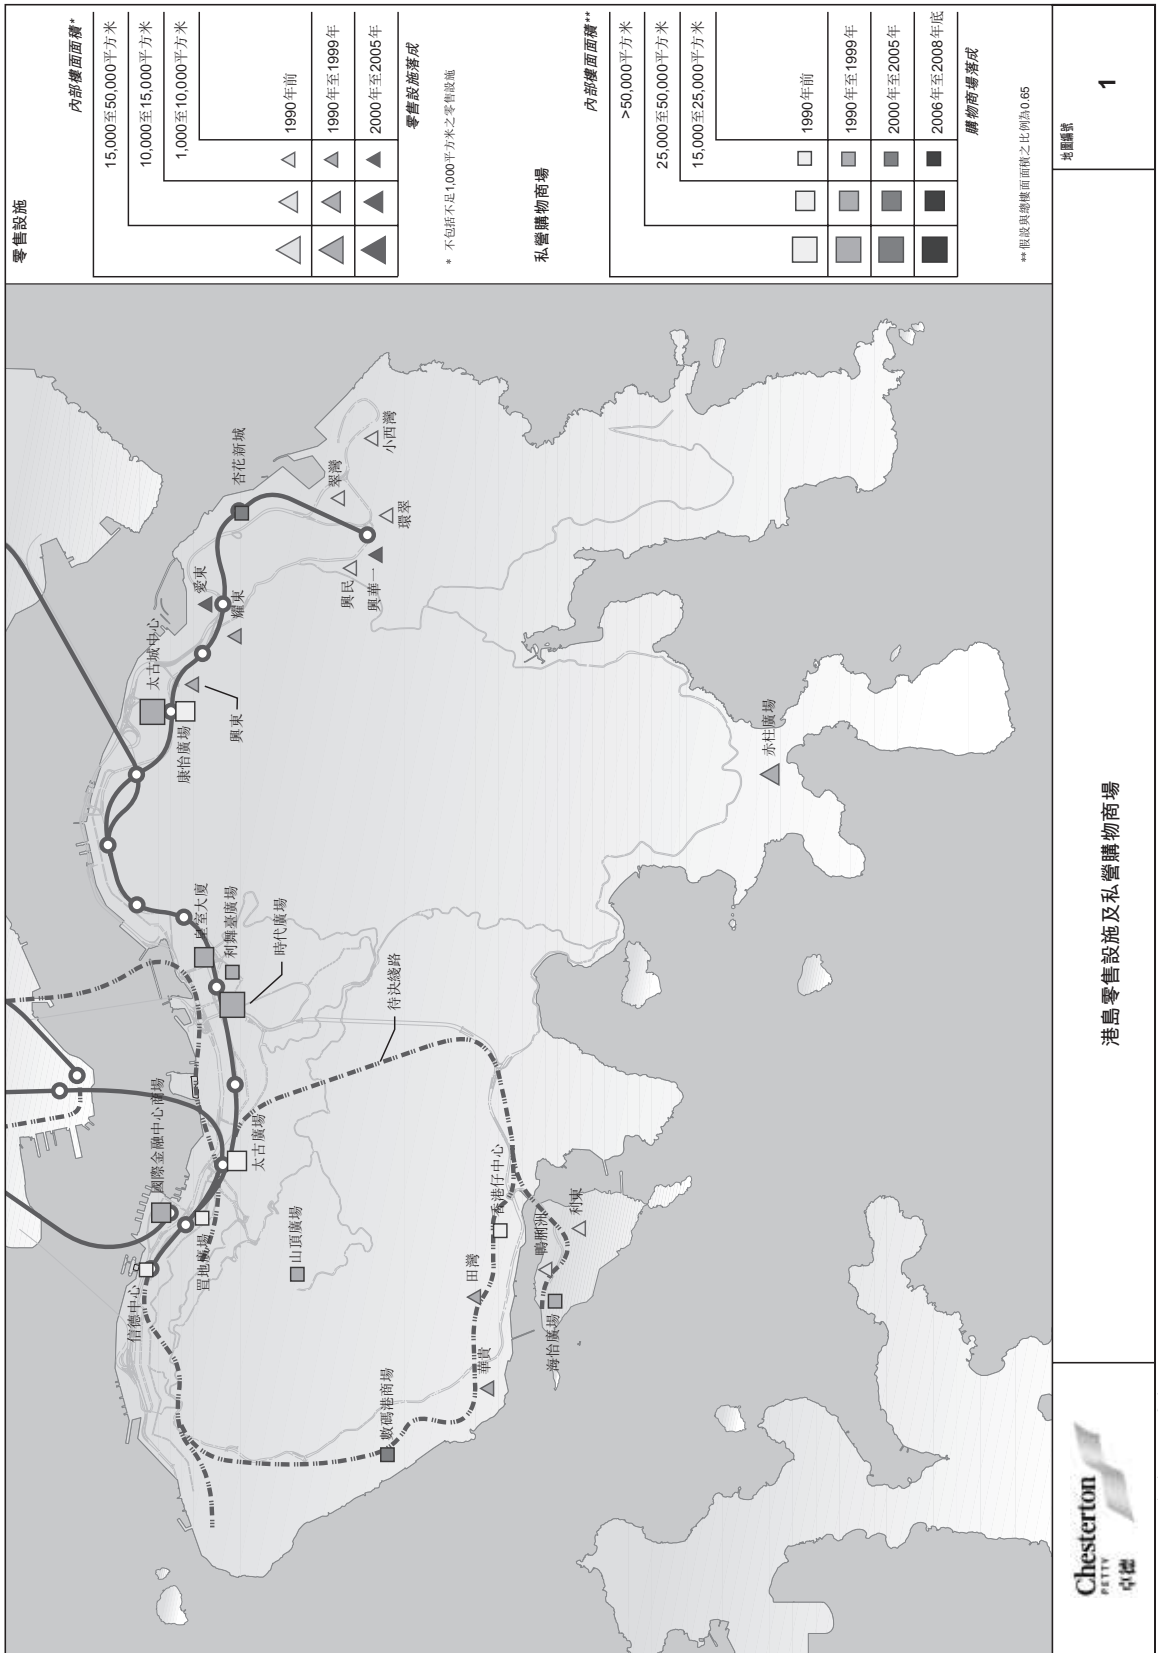 零售設施
內部樓面面積*
15,000至50,000平方米
10,000至15,000平方米
1,000至10,000平方米
1990年前
1990年至1999年
2000年至2005年
零售設施落成
* 不包括不足1,000平方米之零售設施
私營購物商場
內部樓面面積**
>50,000平方米
25,000至50,000平方米
15,000至25,000平方米
1990年前
1990年至1999年
2000年至2005年
2006年至2008年底
購物商場落成
**假設與總樓面面積之比例為0.65
地圖編號
1
杏花新城
小西灣
翠灣
環翠
興民
興華一
愛東
耀東
太古城中心
康怡廣場
興東
赤柱廣場
皇室大廈
利舞臺廣場
時代廣場
待決綫路
國際金融中心商場
太古廣場
置地廣場
信德中心
山頂廣場
香港仔中心
鴨脷洲
利東
田灣
海怡廣場
華貴
數碼港商場
港島零售設施及私營購物商場
Chesterton
PETTY
卓德